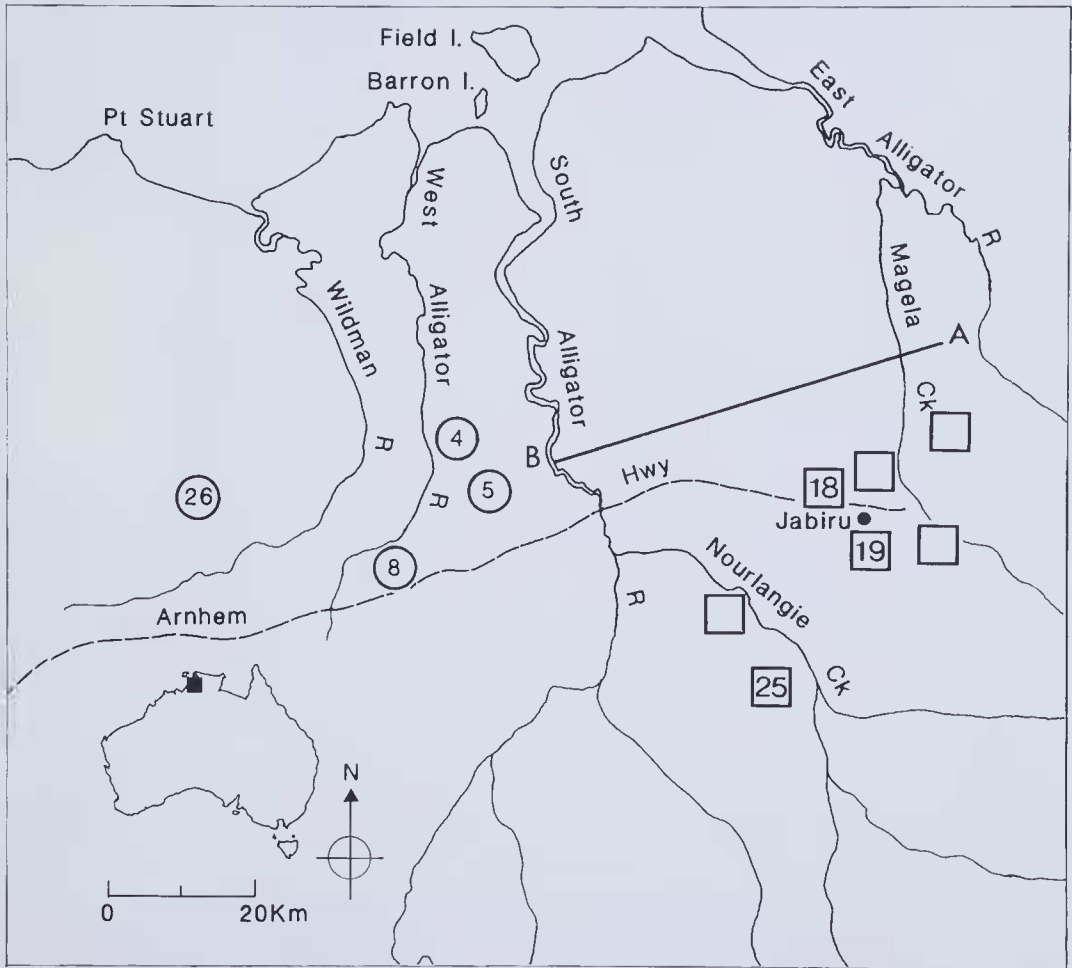 Field I.
Barron I.
Pt Stuart
East Alligator R
South Alligator R
West Alligator R
Wildman R
Magela Ck
A
B
4
5
26
8
Hwy
18
Jabiru
19
Nourlangie Ck
25
Arnhem
N
0 20Km